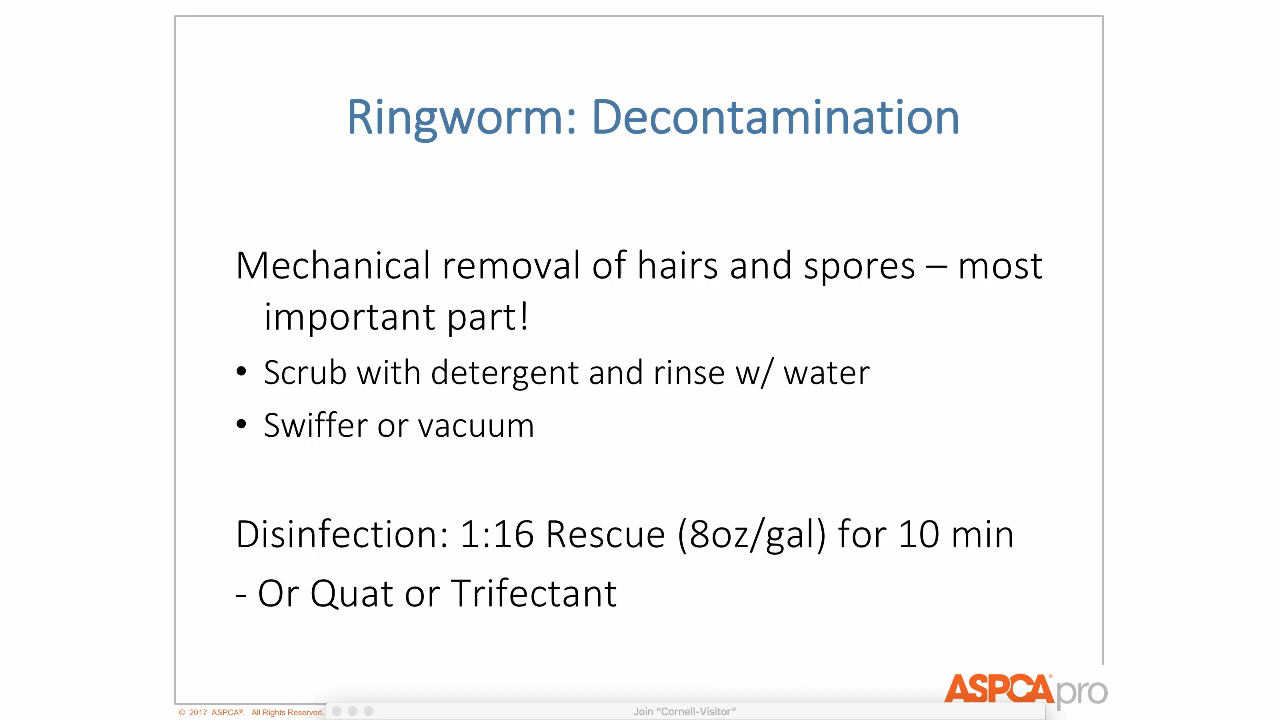 Ringworm: Decontamination
Mechanical removal of hairs and spores – most
important part!
• Scrub with detergent and rinse w/ water
• Swiffer or vacuum
Disinfection: 1:16 Rescue (8oz/gal) for 10 min
- Or Quat or Trifectant
ASPCA® pro
© 2017 ASPCA®. All Rights Reserved.
Join “Cornell-Visitor”